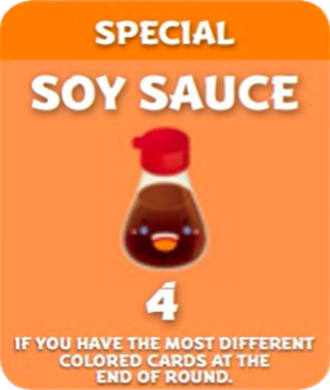 SPECIAL
SOY SAUCE
4
IF YOU HAVE THE MOST DIFFERENT
COLORED CARDS AT THE
END OF ROUND.